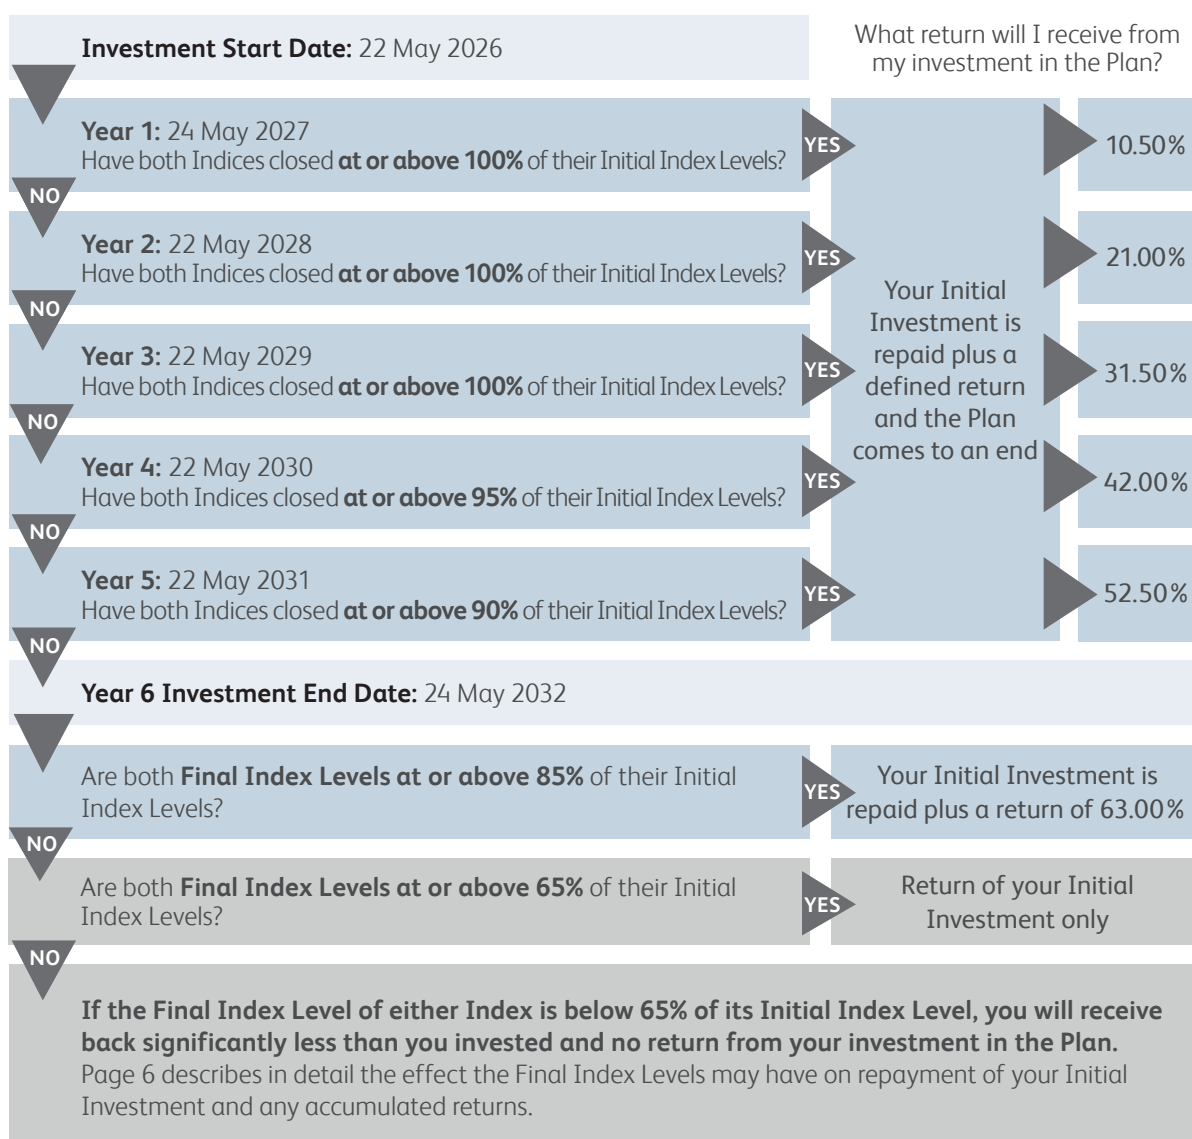 Investment Start Date: 22 May 2026
What return will I receive from
my investment in the Plan?
Year 1: 24 May 2027
Have both Indices closed at or above 100% of their Initial Index Levels?
YES
10.50%
NO
Year 2: 22 May 2028
Have both Indices closed at or above 100% of their Initial Index Levels?
YES
21.00%
NO
Year 3: 22 May 2029
Have both Indices closed at or above 100% of their Initial Index Levels?
YES
31.50%
NO
Year 4: 22 May 2030
Have both Indices closed at or above 95% of their Initial Index Levels?
YES
42.00%
NO
Year 5: 22 May 2031
Have both Indices closed at or above 90% of their Initial Index Levels?
YES
52.50%
NO
Your Initial
Investment is
repaid plus a
defined return
and the Plan
comes to an end
Year 6 Investment End Date: 24 May 2032
Are both Final Index Levels at or above 85% of their Initial
Index Levels?
YES
Your Initial Investment is
repaid plus a return of 63.00%
NO
Are both Final Index Levels at or above 65% of their Initial
Index Levels?
YES
Return of your Initial
Investment only
NO
If the Final Index Level of either Index is below 65% of its Initial Index Level, you will receive
back significantly less than you invested and no return from your investment in the Plan.
Page 6 describes in detail the effect the Final Index Levels may have on repayment of your Initial
Investment and any accumulated returns.